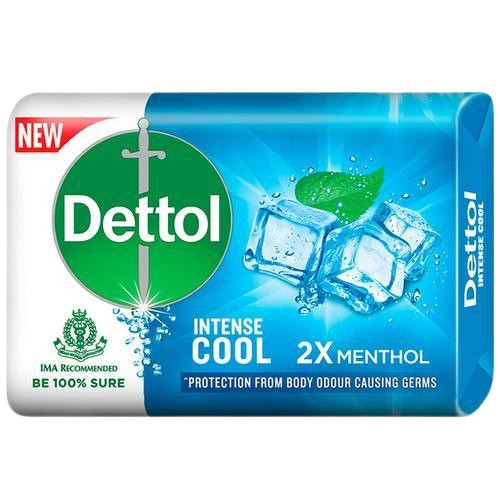 NEW
Dettol
INTENSE
COOL
2X MENTHOL
^PROTECTION FROM BODY ODOUR CAUSING GERMS
IMA RECOMMENDED
BE 100% SURE
Dettol
INTENSE COOL